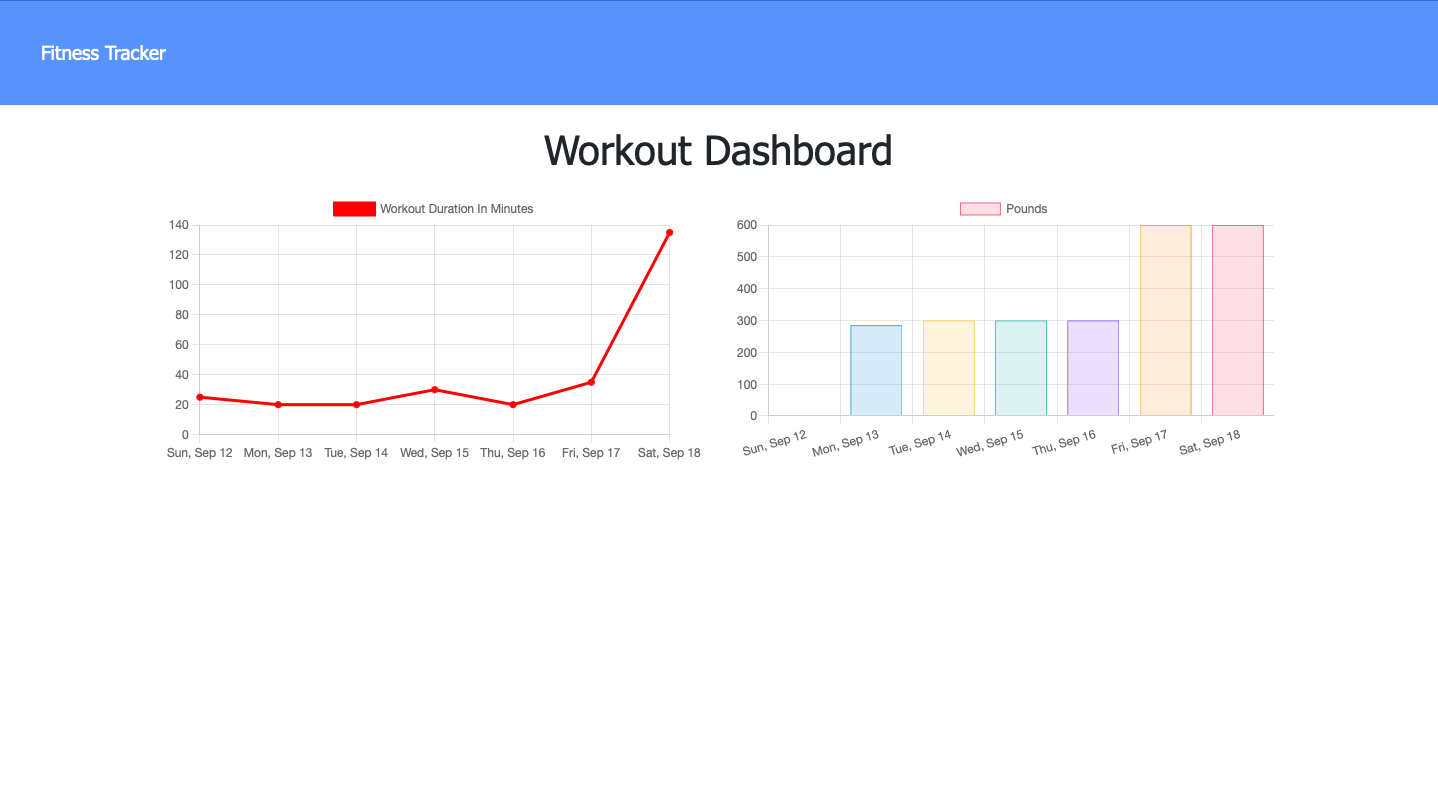 Fitness Tracker
Workout Dashboard
Workout Duration In Minutes
140
120
100
80
60
40
20
0
Sun, Sep 12 Mon, Sep 13 Tue, Sep 14 Wed, Sep 15 Thu, Sep 16 Fri, Sep 17 Sat, Sep 18
Pounds
600
500
400
300
200
100
0
Sun, Sep 12 Mon, Sep 13 Tue, Sep 14 Wed, Sep 15 Thu, Sep 16 Fri, Sep 17 Sat, Sep 18